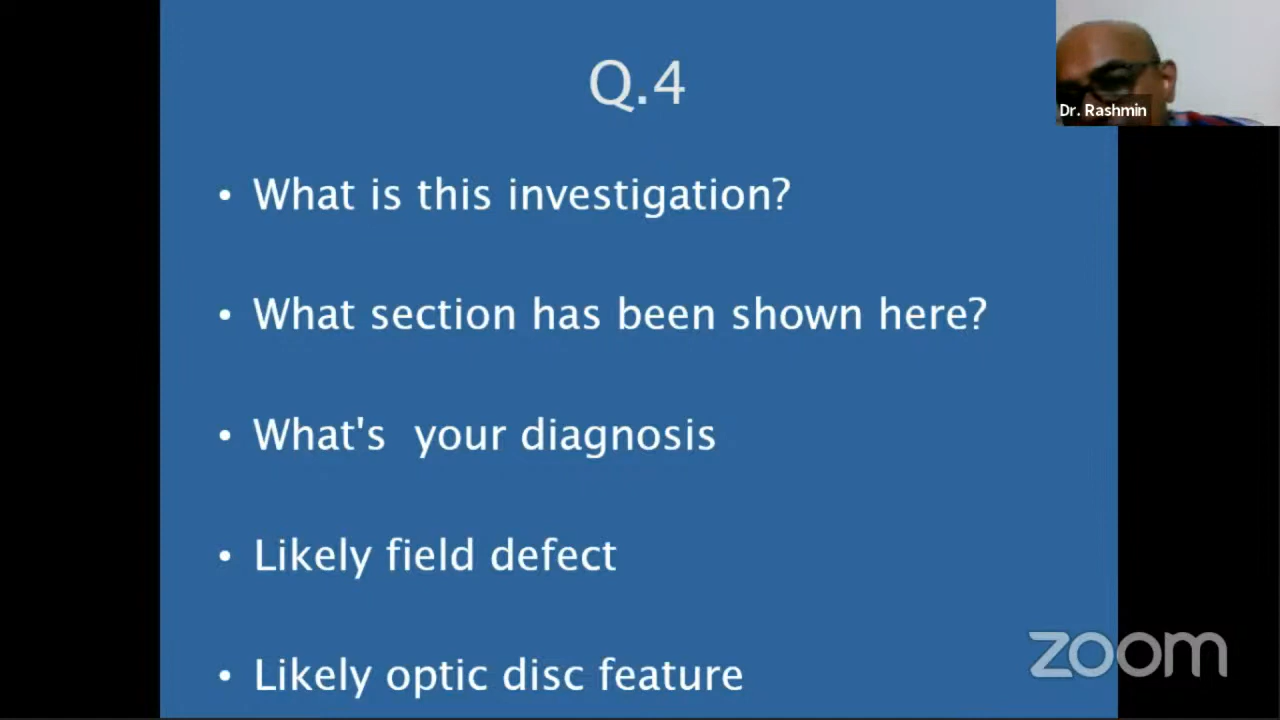 Q.4
Dr. Rashmin
• What is this investigation?
• What section has been shown here?
• What's  your diagnosis
• Likely field defect
• Likely optic disc feature
zoom